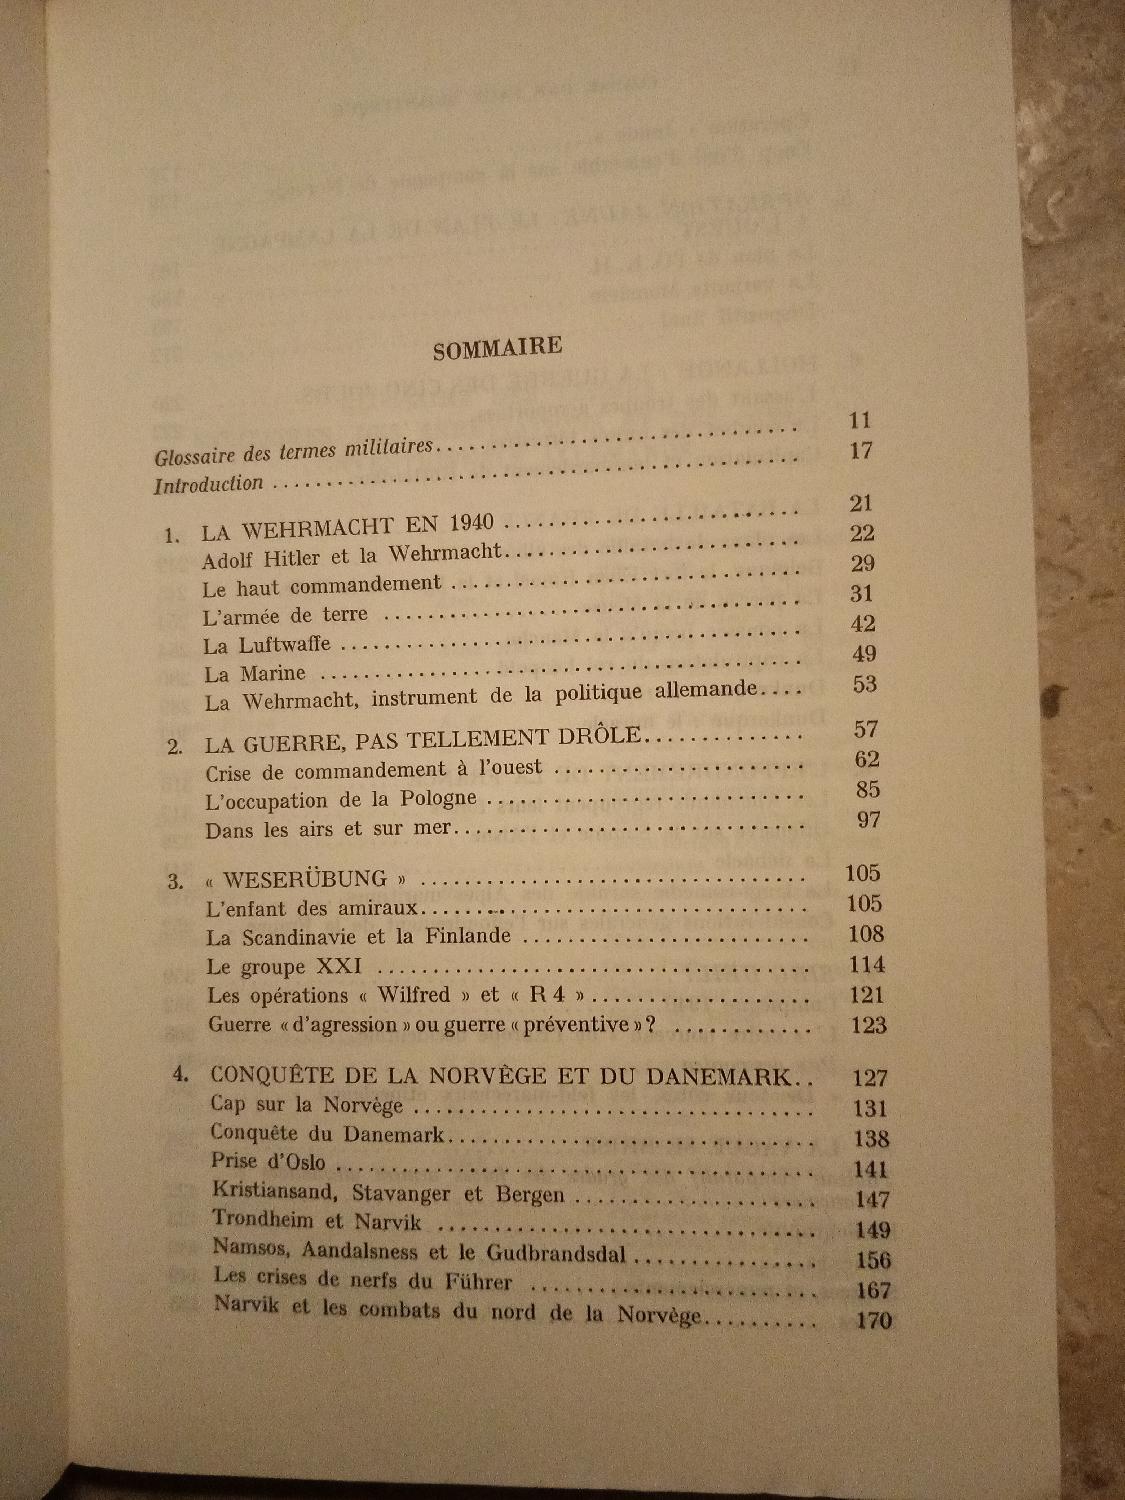 SOMMAIRE
Glossaire des termes militaires.................................. 11
Introduction .................................................. 17
1. LA WEHRMACHT EN 1940 ............................ 21
Adolf Hitler et la Wehrmacht............................ 22
Le haut commandement ................................. 29
L'armée de terre ....................................... 31
La Luftwaffe ........................................... 42
La Marine ............................................. 49
La Wehrmacht, instrument de la politique allemande.... 53
2. LA GUERRE, PAS TELLEMENT DRÔLE.............. 57
Crise de commandement à l'ouest ...................... 62
L'occupation de la Pologne ............................. 85
Dans les airs et sur mer................................ 97
3. « WESERÜBUNG » .................................. 105
L'enfant des amiraux................................... 105
La Scandinavie et la Finlande .......................... 108
Le groupe XXI ........................................ 114
Les opérations « Wilfred » et « R 4 » .................... 121
Guerre « d'agression » ou guerre « préventive » ? ............ 123
4. CONQUÊTE DE LA NORVÈGE ET DU DANEMARK.. 127
Cap sur la Norvège .................................... 131
Conquête du Danemark................................. 138
Prise d'Oslo ........................................... 141
Kristiansand, Stavanger et Bergen ...................... 147
Trondheim et Narvik .................................. 149
Namsos, Aandalsness et le Gudbrandsdal ................ 156
Les crises de nerfs du Führer .......................... 167
Narvik et les combats du nord de la Norvège.......... 170